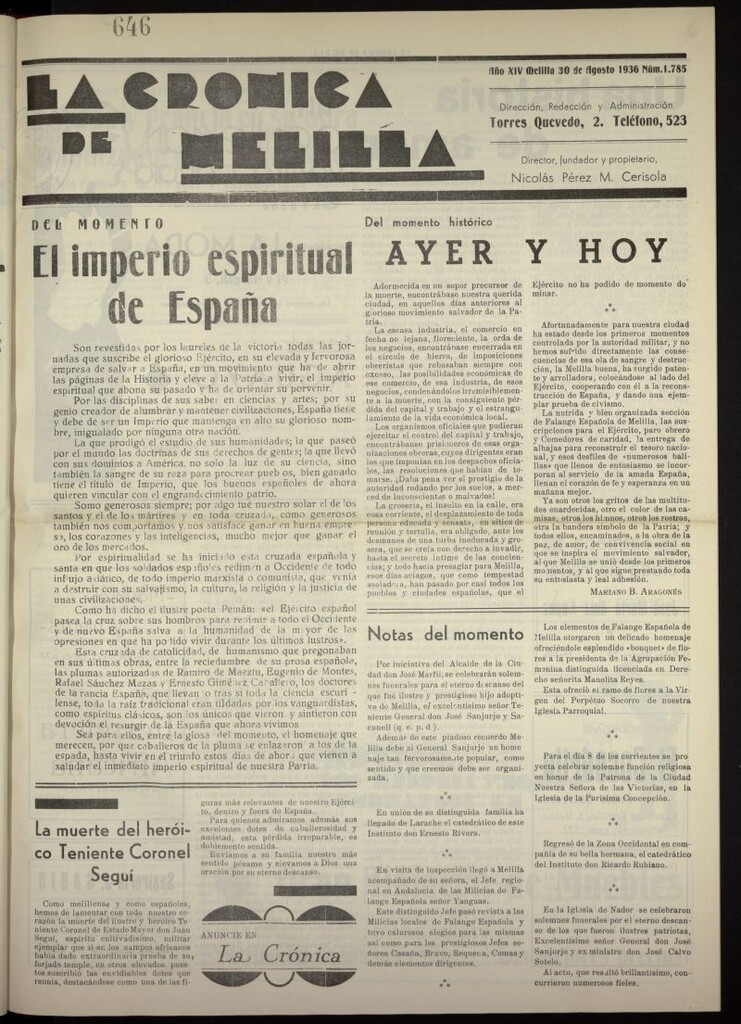 646
LA CRONICA
DE MELILLA
Año XIV Melilla 30 de Agosto 1936 Núm.1.785
Dirección, Redacción y Administración
Torres Quevedo, 2. Teléfono, 523
Director, fundador y propietario,
Nicolás Pérez M. Cerisola
DEL MOMENTO
El imperio espiritual
de España
Son revestidas por los laureles de la victoria todas las jor-
nadas que suscribe el glorioso Ejército, en su elevada y fervorosa
empresa de salvar a España, en un movimiento que ha de abrir
las páginas de la Historia y eleve a la Patria a vivir, el imperio
espiritual que abona su pasado y ha de orientar su porvenir.
Por las disciplinas de sus saber en ciencias y artes; por su
genio creador de alumbrar y mantener civilizaciones, España tiene
y debe de ser un Imperio que mantenga en alto su glorioso nom-
bre, inigualado por ninguna otra nación.
La que prodigó el estudio de sus humanidades; la que paseó
por el mundo las doctrinas de sus derechos de gentes; la que llevó
con sus dominios a América, no solo la luz de su ciencia, sino
también la sangre de su raza para procrear pueblos, bien ganado
tiene el título de Imperio, que los buenos españoles de ahora
quieren vincular con el engrandecimiento patrio.
Somo generosos siempre; por algo fué nuestro solar el de los
santos y el de los mártires y en toda cruzada, como generosos
también nos comportamos y nos satisface ganar en buena empre
sa, los corazones y las inteligencias, mucho mejor que ganar el
oro de los mercados.
Por espiritualidad se ha iniciado esta cruzada española y
santa en que los soldados españoles redimen a Occidente de todo
influjo asiático, de todo imperio marxista o comunista, que venía
a destruir con su salvajismo, la cultura, la religión y la justicia de
unas civilizaciones.
Como ha dicho el ilustre poeta Pemán: «el Ejército español
pasea la cruz sobre sus hombros para redimir a todo el Occidente
y de nuevo España salva a la humanidad de la mayor de las
opresiones en que ha podido vivir durante los últimos lustros».
Esta cruzada de catolicidad, de humanismo que pregonaban
en sus últimas obras, entre la reciedumbre de su prosa española,
las plumas autorizadas de Ramiro de Maeztu, Eugenio de Montes,
Rafael Sánchez Mazas y Ernesto Giménez Caballero, los doctores
de la rancia España, que llevan tras si toda la ciencia escuri
lense, toda la raíz tradicional eran tildadas por los vanguardistas,
como espíritus clásicos, son los únicos que vieron y sintieron con
devoción el resurgir de la España que ahora vivimos
Sea para ellos, entre la glosa del momento, el homenaje que
merecen, por que caballeros de la pluma se enlazaron a los de la
espada, hasta vivir en el triunfo estos días de ahora que vienen a
saludar el inmediato imperio espiritual de nuestra Patria.
La muerte del herói-
co Teniente Coronel
Seguí
Como melillense y como españoles,
hemos de lamentar con todo nuestro co
razón la muerte del ilustre y heróico Te
niente Coronel de Estado Mayor don Juan
Seguí, espíritu cultivadísimo, militar
ejemplar que si en los campos africanos
había dado extraordinaria prueba de su
forjado temple, en otros elevados pues
tos suscribió las envidiables dotes que
reunía, destacándose como una de las fi-
guras más relevantes de nuestro Ejérci-
to, dentro y fuera de España.
Para quienes admiramos además sus
excelentes dotes de caballerosidad y
amistad, esta pérdida irreparable, es
doblemente sentida.
Enviamos a su familia nuestro más
sentido pésamo y elevamos a Dios una
oración por su eterno descanso.
ANUNCIE EN
La Crónica
Del momento histórico
AYER Y HOY
Adormecida en un sopor precursor de
la muerte, encontrábase nuestra querida
ciudad, en aquellos días anteriores al
glorioso movimiento salvador de la Pa-
tria.
La escasa industria, el comercio en
fecha no lejana, floreciente, la orda de
los negocios, encontrábase encerrada en
el círculo de hierro, de imposiciones
obreristas que rebasaban siempre con
exceso, las posibilidades económicas de
ese comercio, de esa industria, de esos
negocios, condenándolos irremisiblemen-
te a la muerte, con la consiguiente pér
dida del capital y trabajo y el estrangu-
lamiento de la vida económica local.
Los organismos oficiales que podieran
ejercitar el control del capital y trabajo,
encontrábanse prisioneros de esas orga
nizaciones obreras, cuyos dirigentes eran
los que imponían en los despachos oficia
les, las resoluciones que habían de to-
marse. ¡Daba pena ver el prestigio de la
autoridad rodando por los suelos, a mer
ced de inconscientes o malvados!
La grosería, el insulto en la calle, era
cosa corriente, el desplazamiento de toda
persona educada y sensata, en sitios de
reunión y tertulia, era obligado, ante los
desmanes de una turba ineducada y gro
sera, que se creía con derecho a invadir,
hasta el secreto íntimo de las concien-
cias; y todo hacía presagiar para Melilla,
esos días aciagos, que como tempestad
asoladora, han pasado por casi todos los
pueblos y ciudades españolas, que el
Ejército no ha podido de momento do
minar.
Afortunadamente para nuestra ciudad
ha estado desde los primeros momentos
controlada por la autoridad militar, y no
hemos sufrido directamente las conse-
cuencias de esa ola de sangre y destruc-
ción, la Melilla buena, ha surgido paten-
te y arrolladora, colocándose al lado del
Ejército, cooperando con él a la recons-
trucción de España, y dando una ejem-
plar prueba de civismo.
La nutrida y bien organizada sección
de Falange Española de Melilla, las sus-
cripciones para el Ejército, paro obrero
y Comedores de caridad, la entrega de
alhajas para reconstruir el tesoro nacio-
nal, y esos desfiles de «numerosos bali-
llas» que llenos de entusiasmo se incor-
poran al servicio de la amada España,
llenan el corazón de fe y esperanza en un
mañana mejor.
Ya son otros los gritos de las multitu-
des enardecidas, otro el color de las ca-
misas, otros los himnos, otros los rostros,
otra la bandera símbolo de la Patria; y
todos ellos, encaminados, a la obra de
paz, de amor, de convivencia social en
que se inspira el movimiento salvador,
al que Melilla se unió desde los primeros
momentos, y al que sigue prestando toda
su entusiasta y leal adhesión.
MARIANO B. ARAGONÉS
Notas del momento
Por iniciativa del Alcalde de la Ciu-
dad don José Marfil, se celebrarán solem-
nes funerales para el eterno descanso del
que fué ilustre y prestigioso hijo adopti-
vo de Melilla, el excelentísimo señor Te
niente General don José Sanjurjo y Sa-
canell (q. e. p. d.).
Además de este piadoso recuerdo Me
lilla debe al General Sanjurjo un home
naje tan fervorosamente popular, como
sentido y que creemos debe ser organi-
zada.
En unión de su distinguida familia ha
llegado de Larache el catedrático de este
Instituto don Ernesto Rivera.
En visita de inspección llegó a Melilla
acompañado de su señora, el Jefe regio-
nal en Andalucia de las Milicias de Fa-
lange Española señor Yanguas.
Este distinguido Jefe pasó revista a las
Milicias locales de Falange Española y
tuvo calurosos elogios para las mismas
así como para los prestigiosos Jefes se-
ñores Casaña, Bravo, Requena, Comas y
demás elementos dirigentes.
Los elementos de Falange Española de
Melilla otorgaron un delicado homenaje
ofreciéndole esplendido «bouquet» de flo-
res a la presidenta de la Agrupación Fe-
menina distinguida licenciada en Dere-
cho señorita Manolita Reyes.
Esta ofreció el ramo de flores a la Vir-
gen del Perpétuo Socorro de nuestra
Iglesia Parroquial.
Para el día 8 de los corrientes se pro
yecta celebrar solemne función religiosa
en honor de la Patrona de la Ciudad
Nuestra Señora de las Victorias, en la
Iglesia de la Purísima Concepción.
Regresó de la Zona Occidental en com-
pañía de su bella hermana, el catedrático
del Instituto don Ricardo Rubiano.
En la Iglesia de Nador se celebraron
solemnes funerales por el eterno descan-
so de los que fueron ilustres patriotas,
Excelentísimo señor General don José
Sanjurjo y ex ministro don José Calvo
Sotelo.
Al acto, que resultó brillantísimo, con-
currieron numerosos fieles.